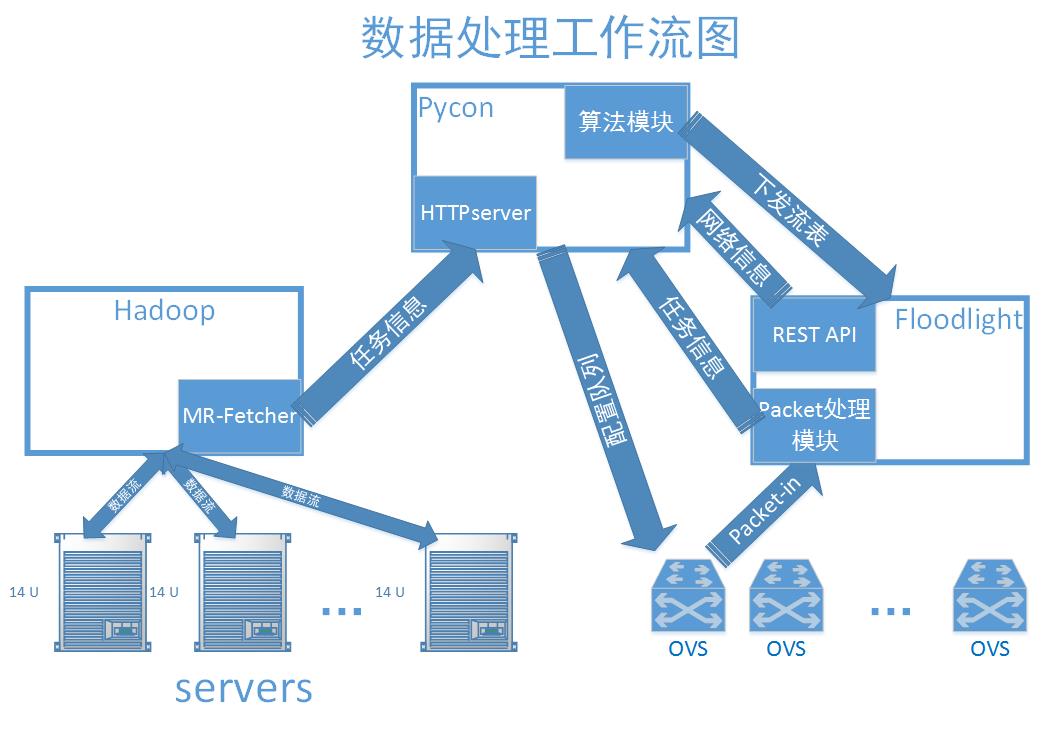 数据处理工作流图
Pycon
算法模块
HTTPserver
下发流表
网络信息
任务信息
任务信息
配置队列
Hadoop
MR-Fetcher
REST API
Floodlight
Packet处理
模块
Packet-in
数据流
数据流
数据流
14 U
14 U
...
14 U
...
OVS
OVS
OVS
servers